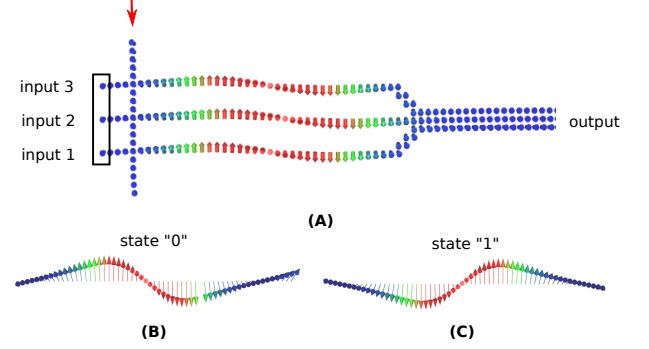 input 3
input 2
output
input 1
(A)
state "0"
state "1"
(B)
(C)